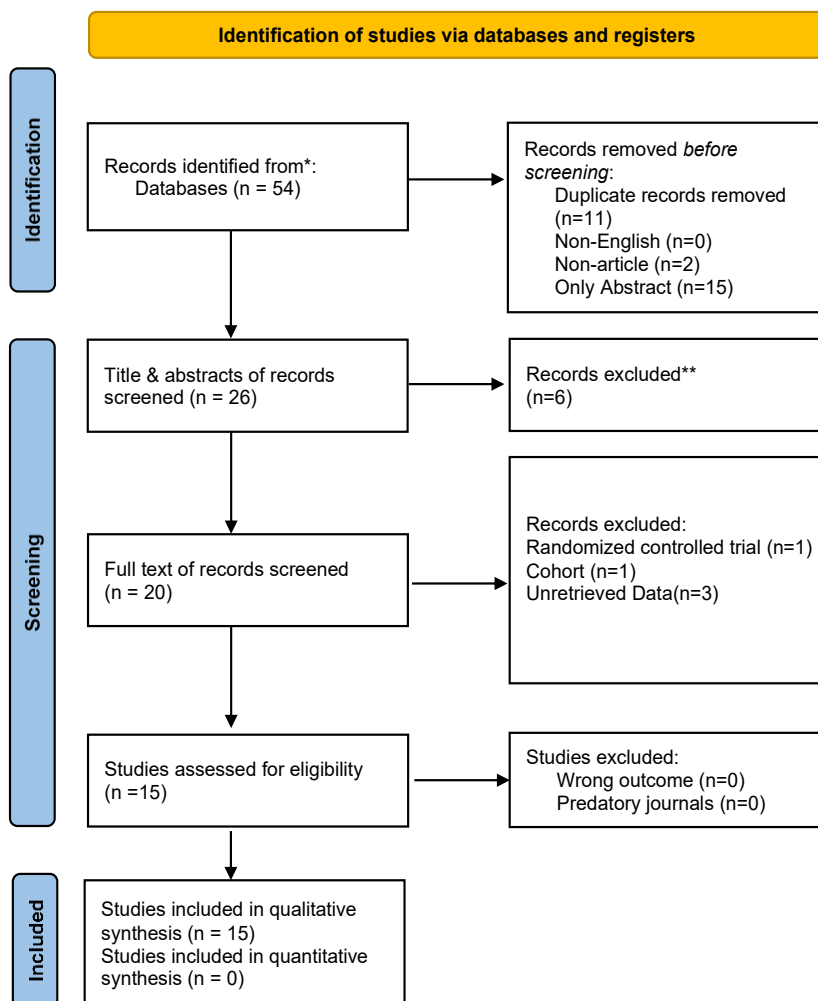 Identification of studies via databases and registers
Identification
Records identified from*:
Databases (n = 54)
Records removed before
screening:
Duplicate records removed
(n=11)
Non-English (n=0)
Non-article (n=2)
Only Abstract (n=15)
Screening
Title & abstracts of records
screened (n = 26)
Records excluded**
(n=6)
Full text of records screened
(n = 20)
Records excluded:
Randomized controlled trial (n=1)
Cohort (n=1)
Unretrieved Data(n=3)
Studies assessed for eligibility
(n =15)
Studies excluded:
Wrong outcome (n=0)
Predatory journals (n=0)
Included
Studies included in qualitative
synthesis (n = 15)
Studies included in quantitative
synthesis (n = 0)